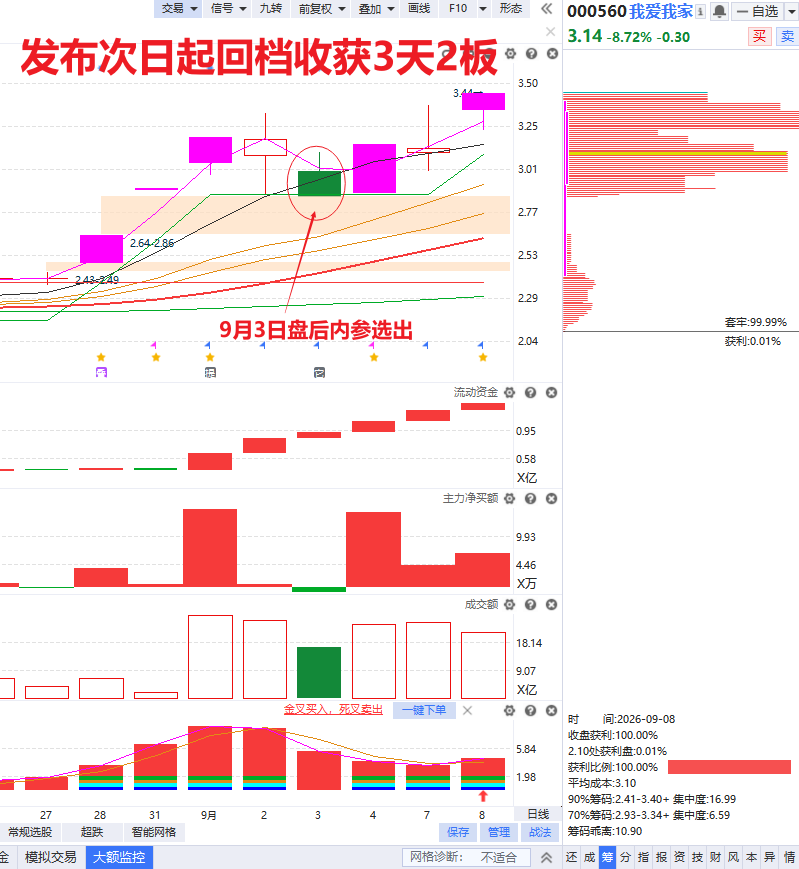 交易 信号 九转 前复权 叠加 画线 F10 形态
000560 我爱我家 自选
3.14 -8.72% -0.30 买 卖
发布次日起回档收获3天2板
3.50
3.44
3.25
3.01
2.77
2.64-2.86
2.53
2.43-2.49
2.29
9月3日盘后内参选出
2.04
套牢:99.99%
获利:0.01%
流动资金
0.95
0.58
X亿
主力净买额
9.93
4.46
X万
成交额
18.14
9.07
X亿
金叉买入，死叉卖出 一键下单
5.84
1.98
时 间:2026-09-08
收盘获利:100.00%
2.10处获利盘:0.01%
获利比例:100.00%
平均成本:3.10
90%筹码:2.41-3.40+ 集中度:16.99
70%筹码:2.93-3.34+ 集中度:6.59
筹码乖离:10.90
27 28 31 9月 2 3 4 7 8 日线
常规选股 超跌 智能网格 保存 管理 战法
金 模拟交易 大额监控 网格诊断: 不适合
还 成 筹 分 指 报 资 技 财 风 本 异 情